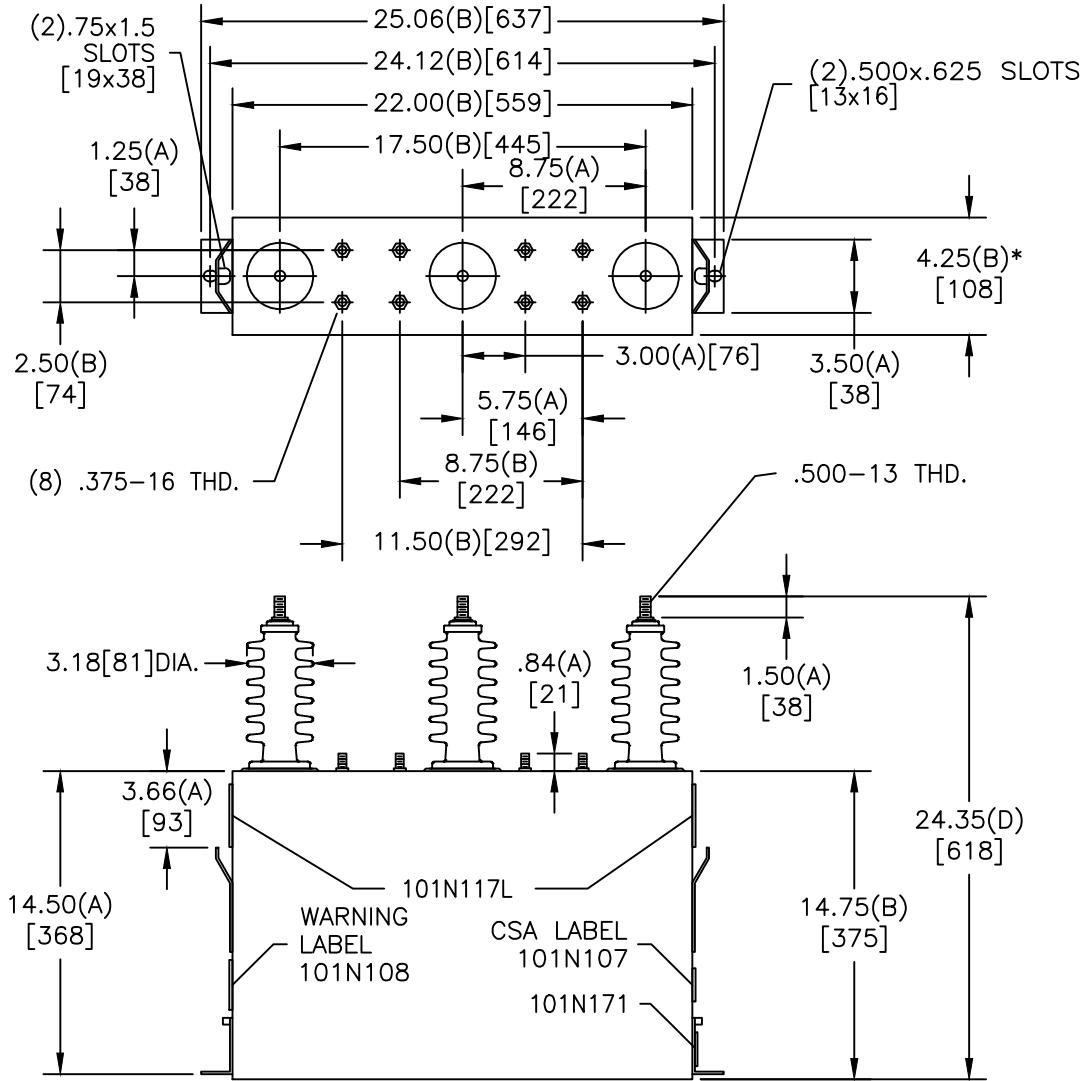 (2).75x1.5
SLOTS
[19x38]
25.06(B)[637]
24.12(B)[614]
(2).500x.625 SLOTS
[13x16]
22.00(B)[559]
17.50(B)[445]
1.25(A)
[38]
8.75(A)
[222]
4.25(B)*
[108]
2.50(B)
[74]
3.00(A)[76]
3.50(A)
[38]
5.75(A)
[146]
(8) .375-16 THD.
8.75(B)
[222]
.500-13 THD.
11.50(B)[292]
3.18[81]DIA.
.84(A)
[21]
1.50(A)
[38]
3.66(A)
[93]
24.35(D)
[618]
14.50(A)
[368]
101N117L
14.75(B)
[375]
WARNING
LABEL
101N108
CSA LABEL
101N107
101N171